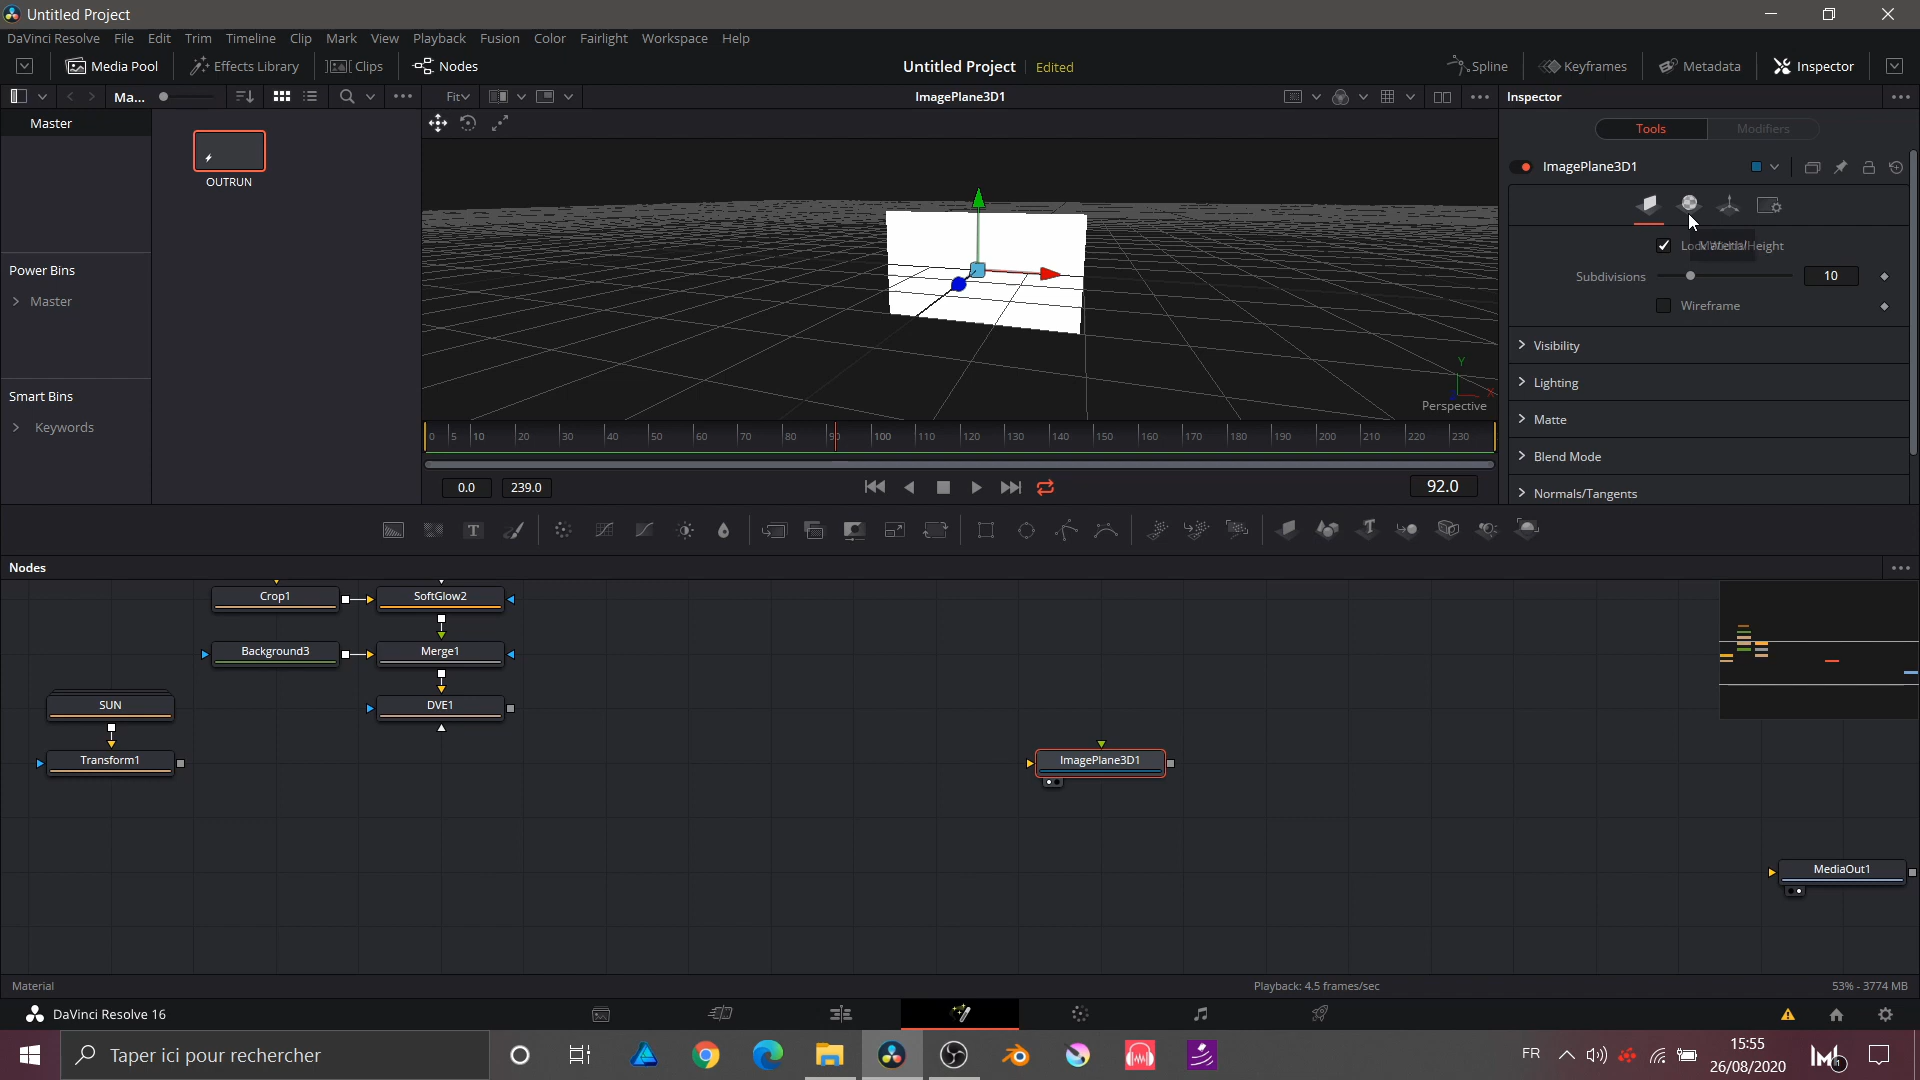 Untitled Project
DaVinci Resolve File Edit Trim Timeline Clip Mark View Playback Fusion Color Fairlight Workspace Help
Media Pool Effects Library Clips Nodes Untitled Project Edited Spline Keyframes Metadata Inspector
Ma... Fit ImagePlane3D1 Inspector
Master
OUTRUN
Power Bins
Master
Smart Bins
Keywords
Y
X
Perspective
0 5 10 20 30 40 50 60 70 80 90 100 110 120 130 140 150 160 170 180 190 200 210 220 230
0.0 239.0 92.0
Tools Modifiers
ImagePlane3D1
Subdivisions 10
Wireframe
Visibility
Lighting
Matte
Blend Mode
Normals/Tangents
Nodes
Crop1 SoftGlow2
Background3 Merge1
SUN DVE1
Transform1 ImagePlane3D1
MediaOut1
Material Playback: 4.5 frames/sec 53% - 3774 MB
DaVinci Resolve 16
Taper ici pour rechercher
FR 15:55
26/08/2020
1